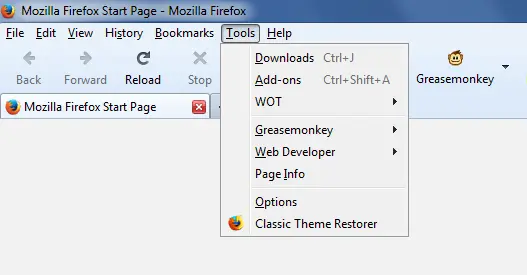 Mozilla Firefox Start Page - Mozilla Firefox
File Edit View History Bookmarks Tools Help
Back Forward Reload Stop Greasemonkey
Mozilla Firefox Start Page
Downloads Ctrl+J
Add-ons Ctrl+Shift+A
WOT
Greasemonkey
Web Developer
Page Info
Options
Classic Theme Restorer